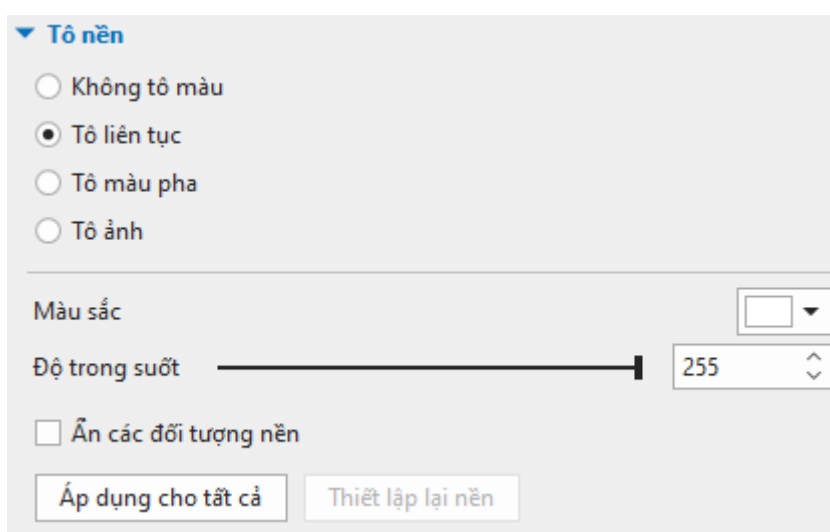 Tô nền
Không tô màu
Tô liên tục
Tô màu pha
Tô ảnh
Màu sắc
Độ trong suốt 255
Ẩn các đối tượng nền
Áp dụng cho tất cả Thiết lập lại nền